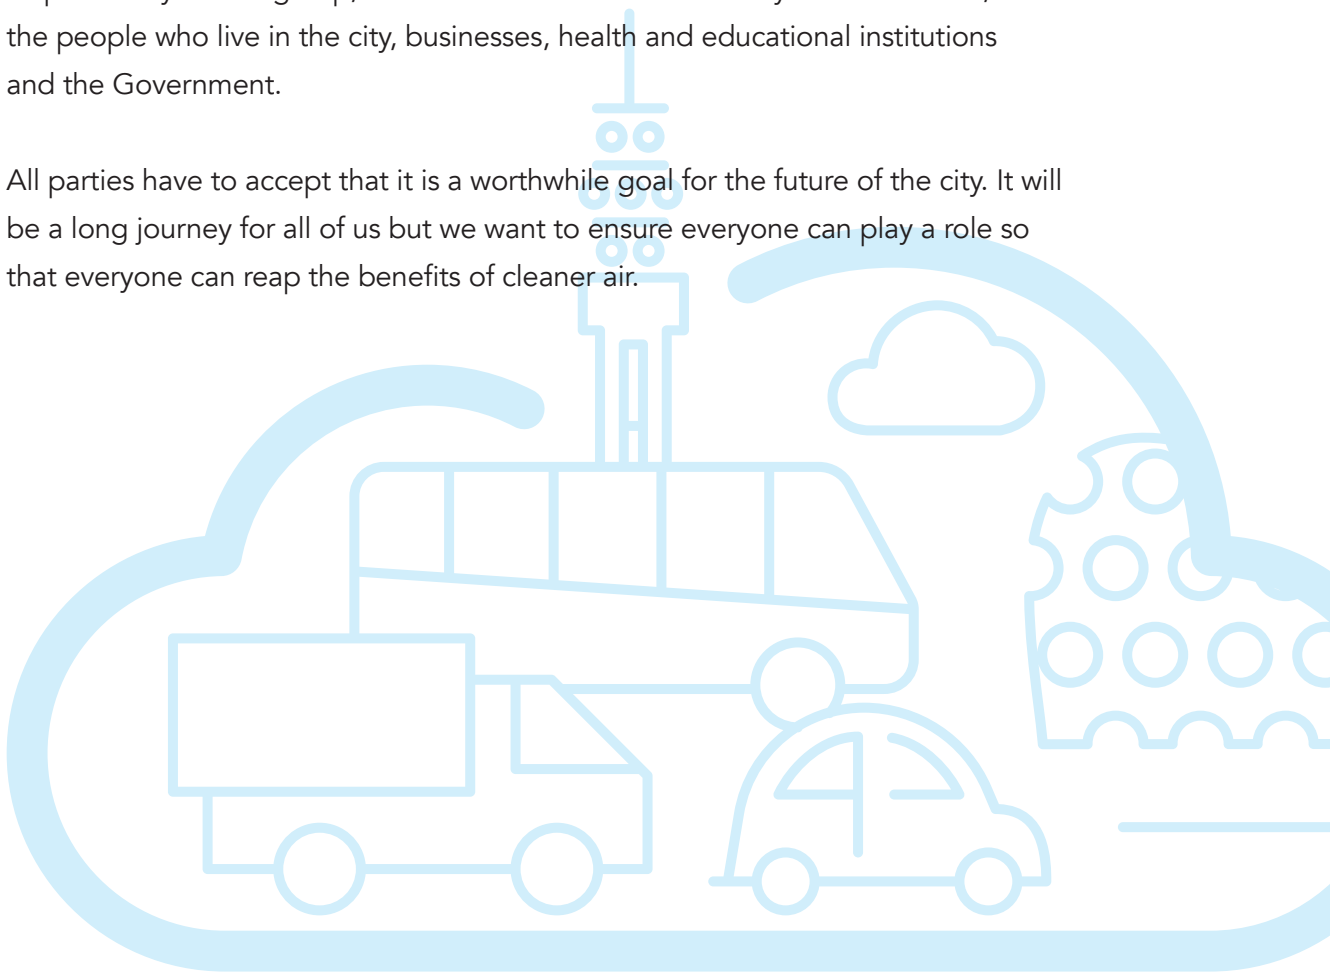 the people who live in the city, businesses, health and educational institutions
and the Government.
All parties have to accept that it is a worthwhile goal for the future of the city. It will
be a long journey for all of us but we want to ensure everyone can play a role so
that everyone can reap the benefits of cleaner air.